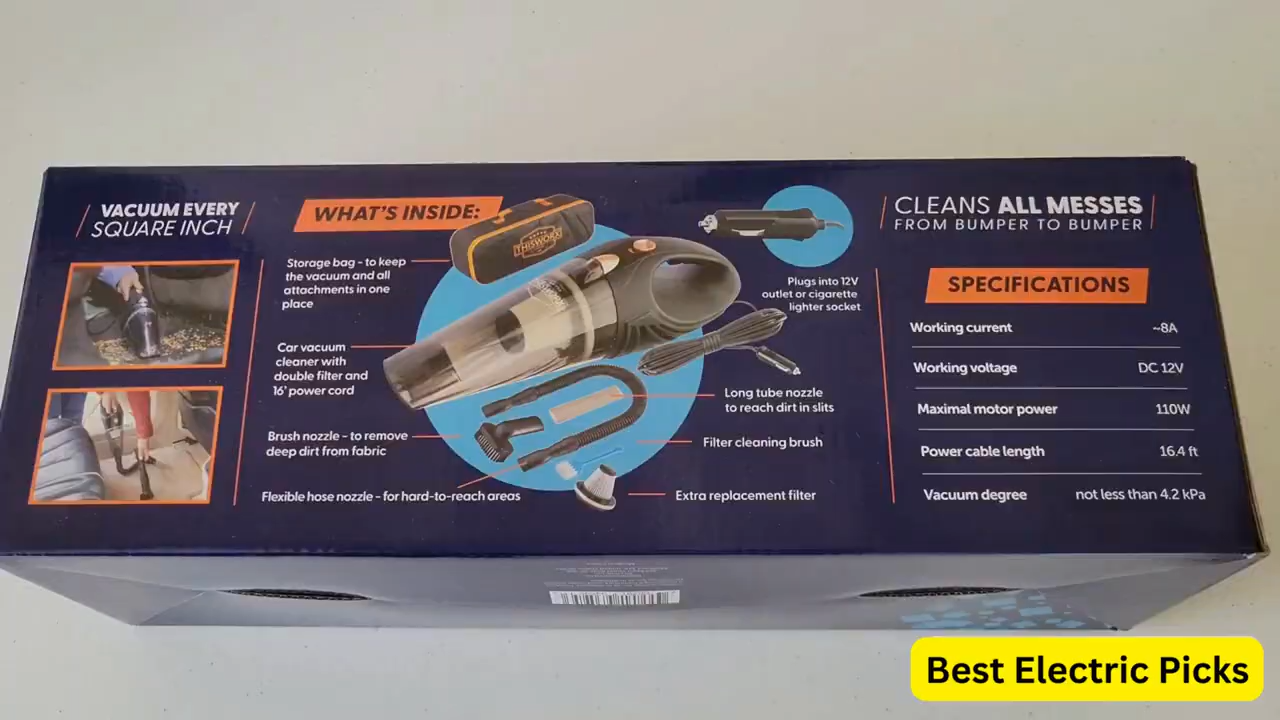 VACUUM EVERY
SQUARE INCH
WHAT'S INSIDE:
THISWORX
Storage bag - to keep
the vacuum and all
attachments in one
place
Car vacuum
cleaner with
double filter and
16' power cord
Brush nozzle - to remove
deep dirt from fabric
Flexible hose nozzle - for hard-to-reach areas
Plugs into 12V
outlet or cigarette
lighter socket
Long tube nozzle
to reach dirt in slits
Filter cleaning brush
Extra replacement filter
CLEANS ALL MESSES
FROM BUMPER TO BUMPER
SPECIFICATIONS
Working current ~8A
Working voltage DC 12V
Maximal motor power 110W
Power cable length 16.4 ft
Vacuum degree not less than 4.2 kPa
Best Electric Picks